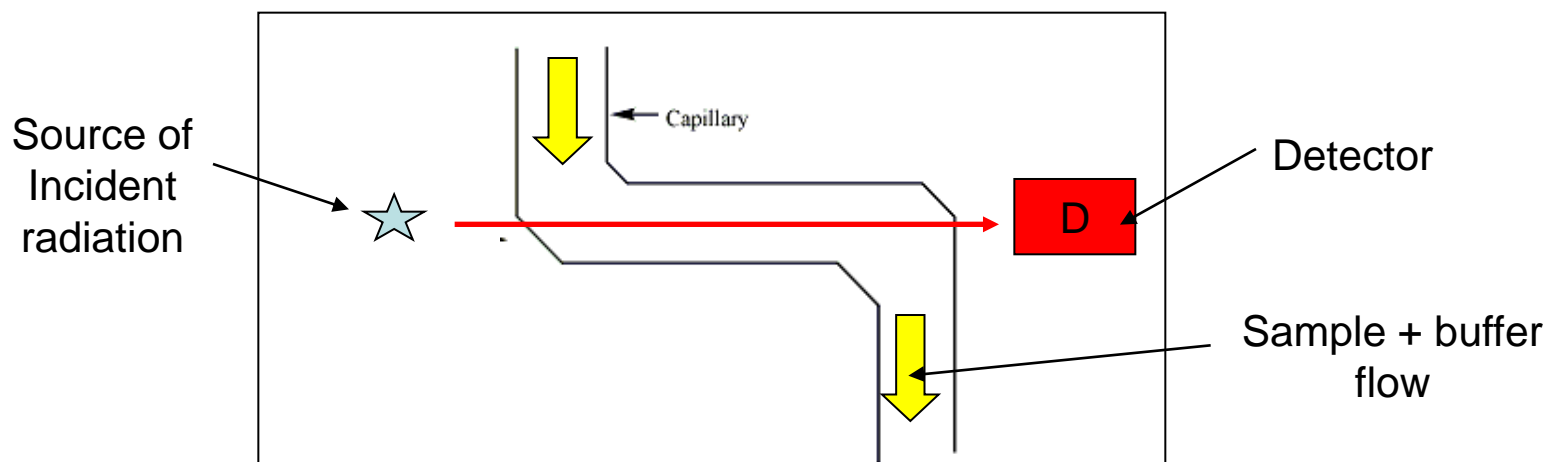 Source of
Incident
radiation
Capillary
D
Detector
Sample + buffer
flow